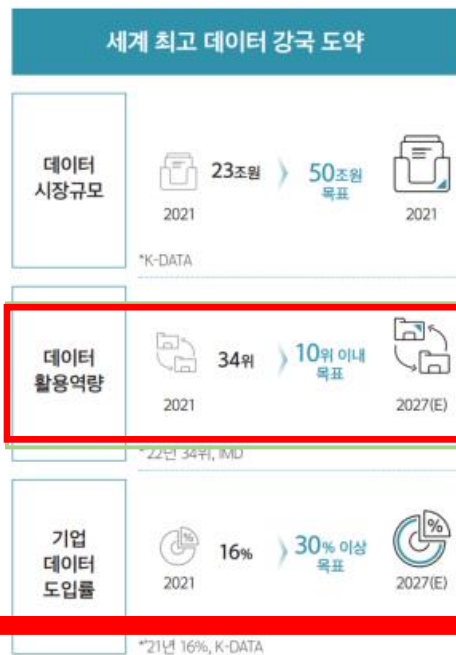 세계 최고 데이터 강국 도약
데이터
시장규모
23조원
50조원
목표
2021
2021
*K-DATA
데이터
활용역량
34위
10위 이내
목표
2021
2027(E)
*'22년 34위, IMD
기업
데이터
도입률
%
16%
30% 이상
목표
%
2021
2027(E)
*'21년 16%, K-DATA